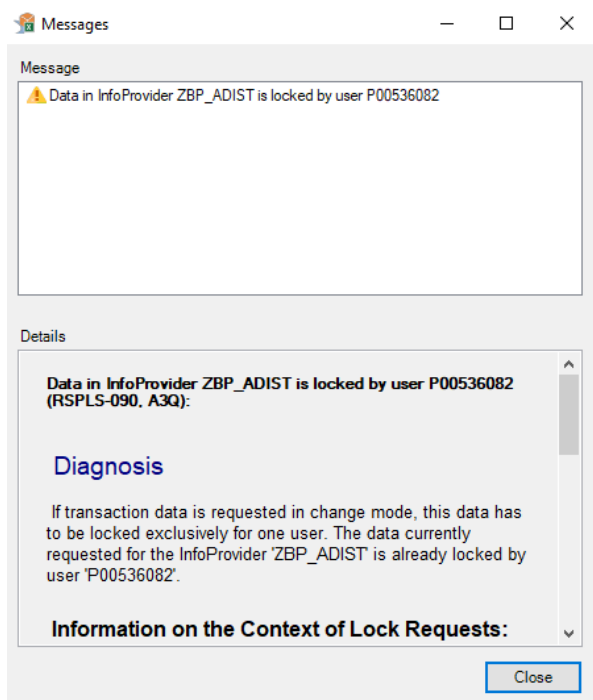 Messages
Message
Data in InfoProvider ZBP_ADIST is locked by user P00536082
Details
Data in InfoProvider ZBP_ADIST is locked by user P00536082
(RSPLS-090, A3Q):
Diagnosis
If transaction data is requested in change mode, this data has
to be locked exclusively for one user. The data currently
requested for the InfoProvider 'ZBP_ADIST' is already locked by
user 'P00536082'.
Information on the Context of Lock Requests:
Close